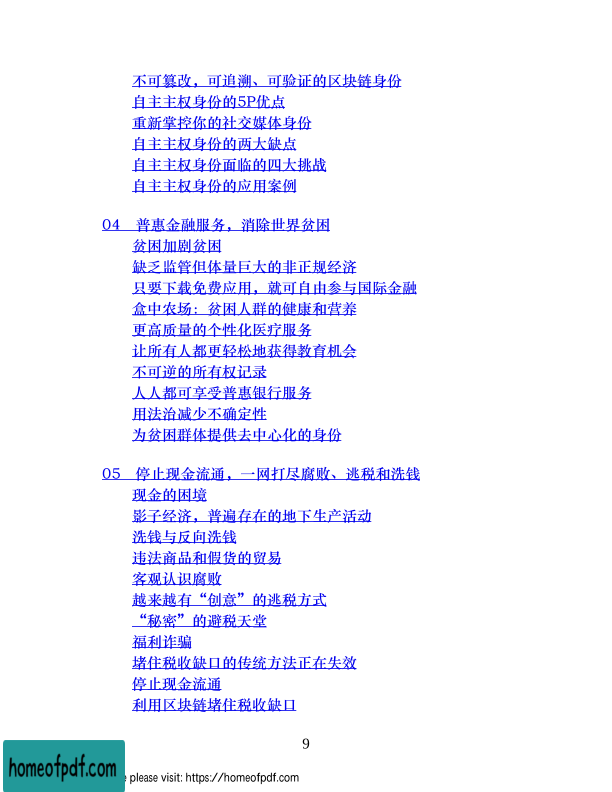 不可篡改，可追溯、可验证的区块链身份
自主主权身份的5P优点
重新掌控你的社交媒体身份
自主主权身份的两大缺点
自主主权身份面临的四大挑战
自主主权身份的应用案例
04 普惠金融服务，消除世界贫困
贫困加剧贫困
缺乏监管但体量巨大的非正规经济
只要下载免费应用，就可自由参与国际金融
盒中农场：贫困人群的健康和营养
更高质量的个性化医疗服务
让所有人都更轻松地获得教育机会
不可逆的所有权记录
人人都可享受普惠银行服务
用法治减少不确定性
为贫困群体提供去中心化的身份
05 停止现金流通，一网打尽腐败、逃税和洗钱
现金的困境
影子经济，普遍存在的地下生产活动
洗钱与反向洗钱
违法商品和假货的贸易
客观认识腐败
越来越有“创意”的逃税方式
“秘密”的避税天堂
福利诈骗
堵住税收缺口的传统方法正在失效
停止现金流通
利用区块链堵住税收缺口
9
homeofpdf.com
e please visit: https://homeofpdf.com